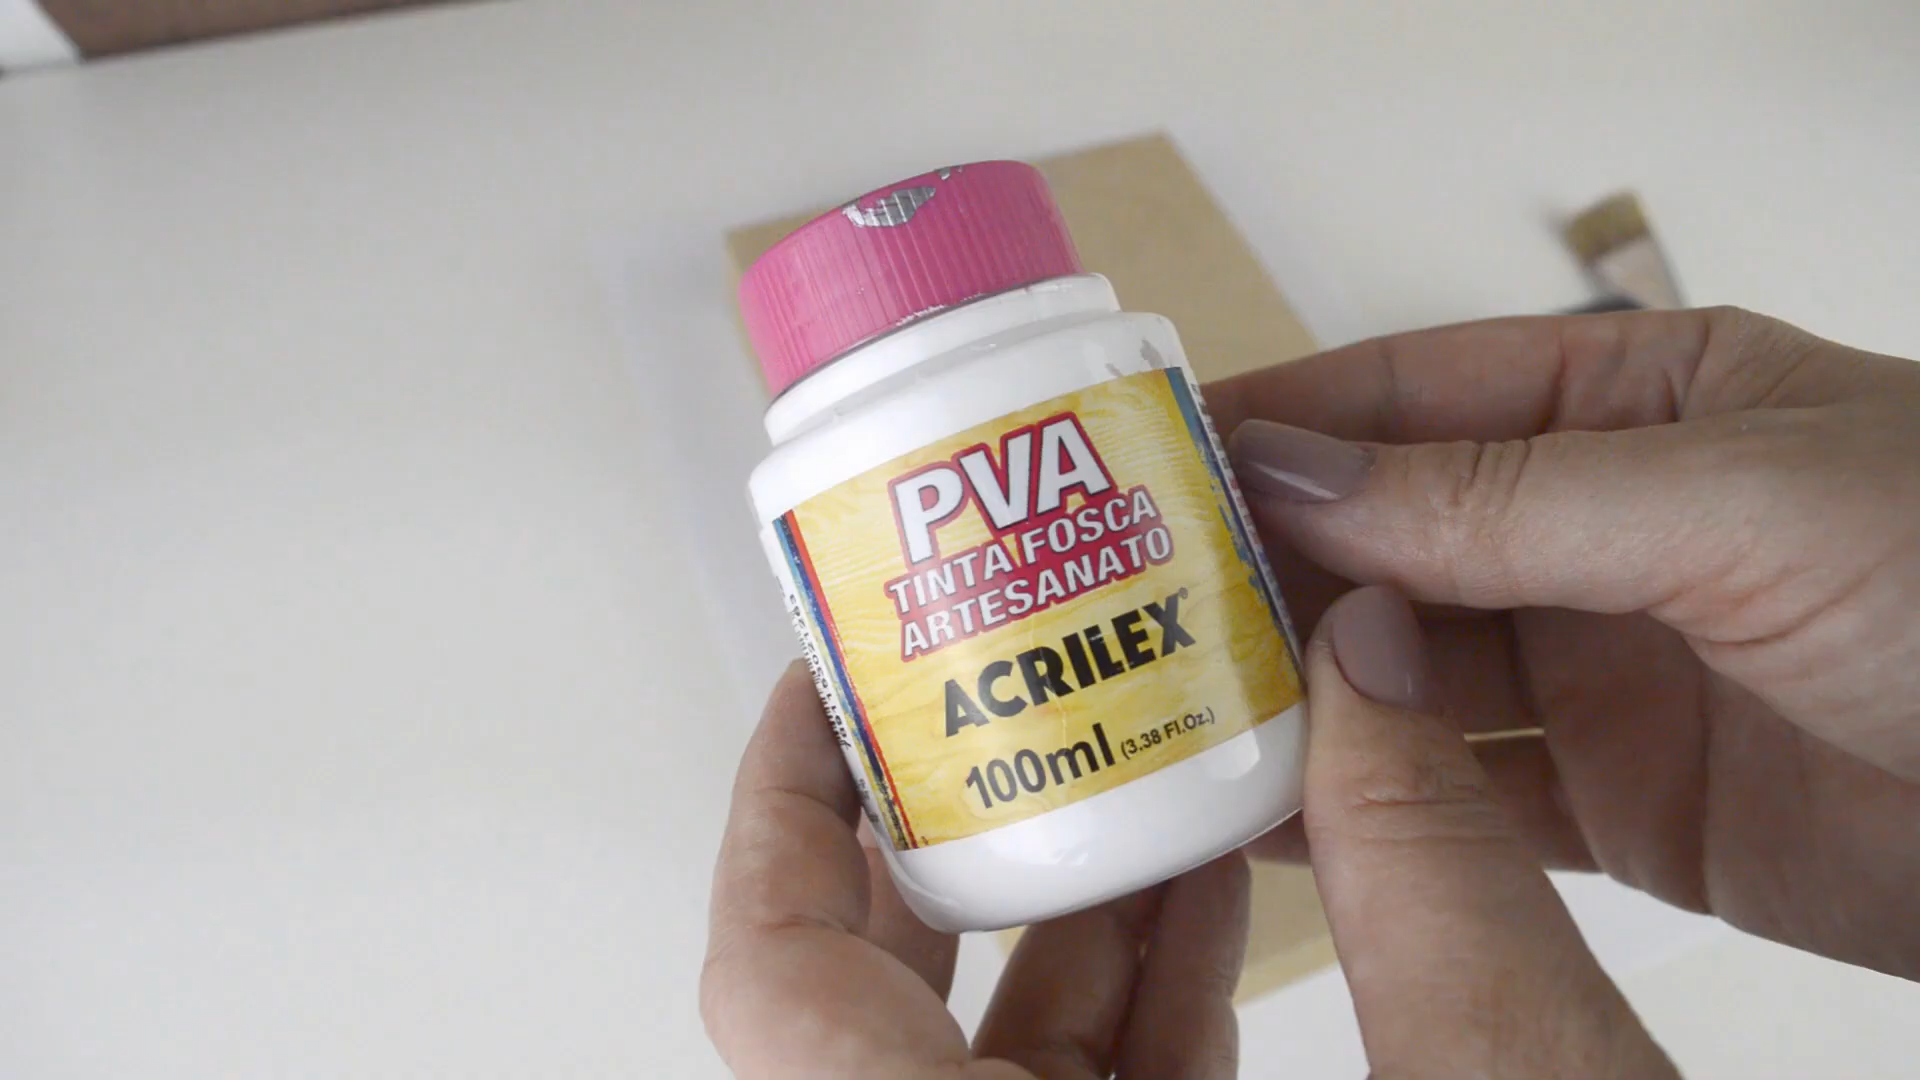 PVA
TINTA FOSCA
ARTESANATO
ACRILEX®
100ml (3.38 Fl.Oz.)